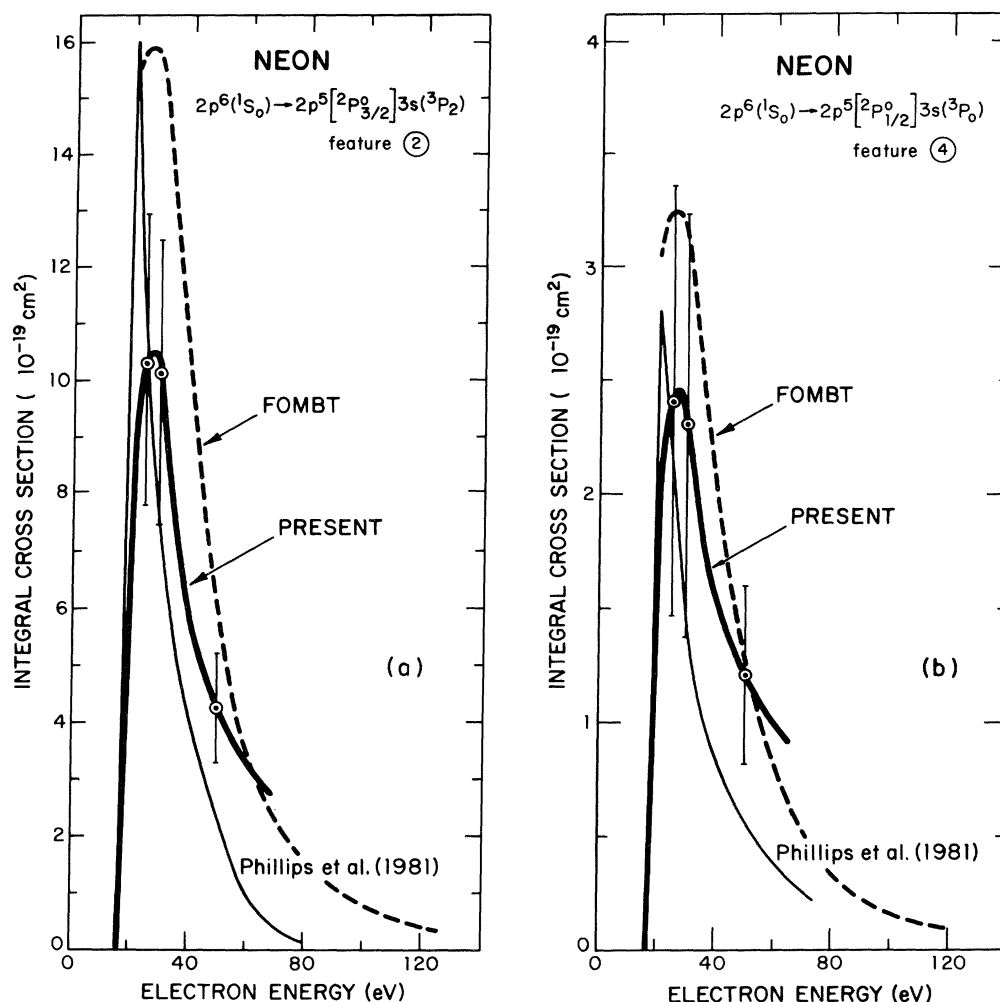 NEON
2p⁶(¹S₀)→2p⁵[²P°₃/₂]3s(³P₂)
feature ②
16
14
12
10
8
6
4
2
0
INTEGRAL CROSS SECTION ( 10⁻¹⁹ cm²)
FOMBT
PRESENT
(a)
Phillips et al. (1981)
0
40
80
120
ELECTRON ENERGY (eV)
NEON
2p⁶(¹S₀)→2p⁵[²P°₁/₂]3s(³P₀)
feature ④
4
3
2
1
0
INTEGRAL CROSS SECTION ( 10⁻¹⁹ cm²)
FOMBT
PRESENT
(b)
Phillips et al. (1981)
0
40
80
120
ELECTRON ENERGY (eV)